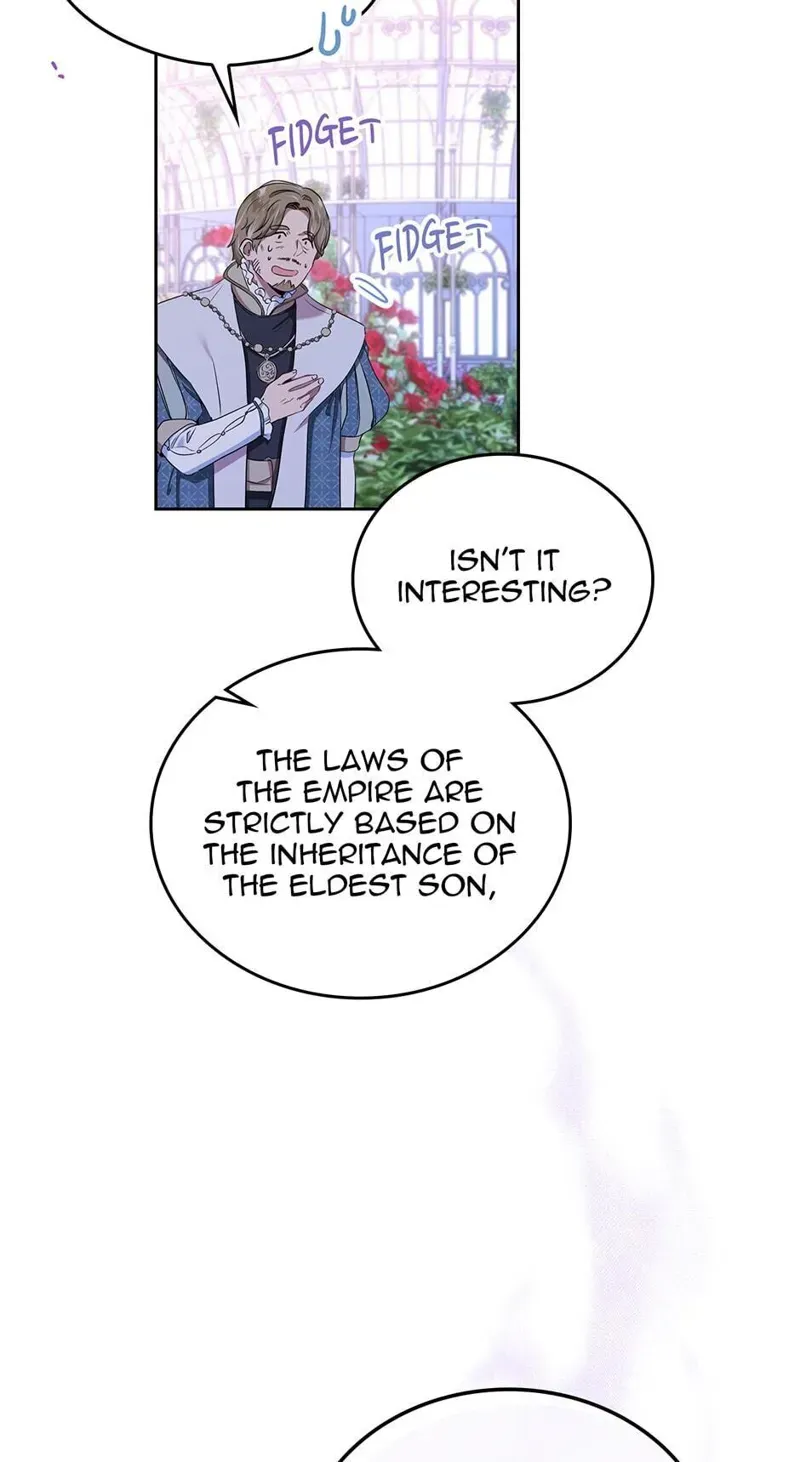 FIDGET
FIDGET
ISN'T IT
INTERESTING?
THE LAWS OF
THE EMPIRE ARE
STRICTLY BASED ON
THE INHERITANCE OF
THE ELDEST SON,